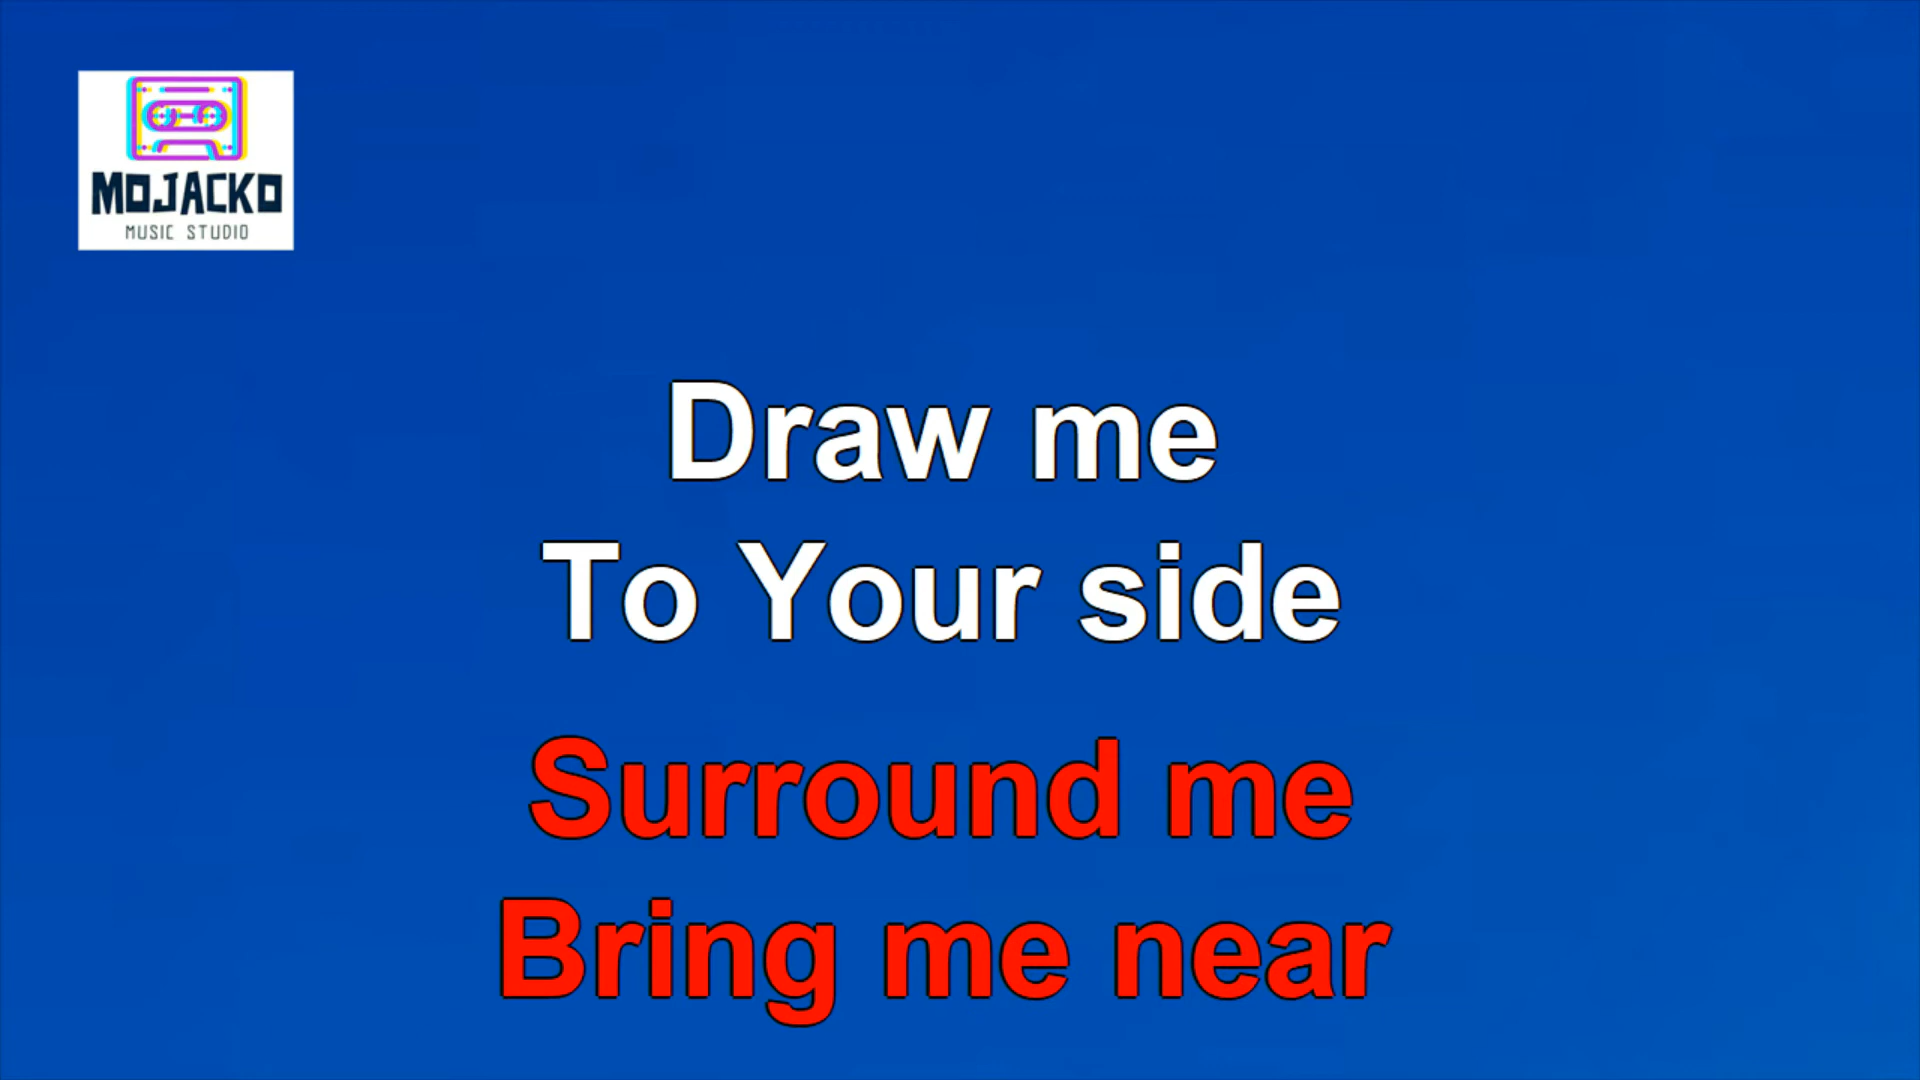 MOJACKO
MUSIC STUDIO
Draw me
To Your side
Surround me
Bring me near